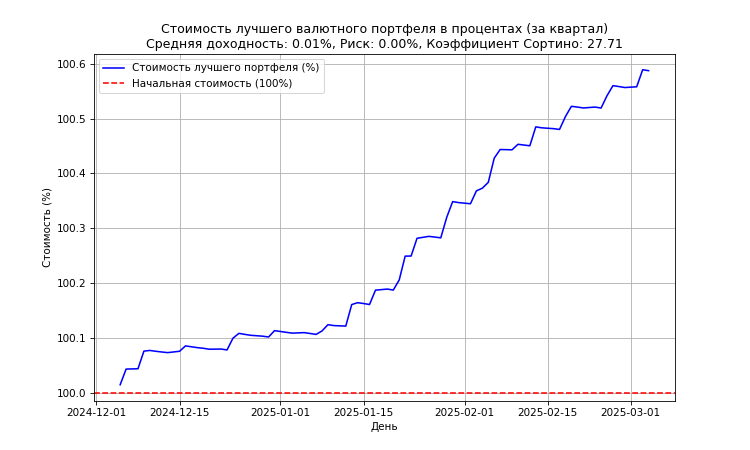 Стоимость лучшего валютного портфеля в процентах (за квартал)
Средняя доходность: 0.01%, Риск: 0.00%, Коэффициент Сортино: 27.71
Стоимость лучшего портфеля (%)
Начальная стоимость (100%)
Стоимость (%)
100.6
100.5
100.4
100.3
100.2
100.1
100.0
2024-12-01 2024-12-15 2025-01-01 2025-01-15 2025-02-01 2025-02-15 2025-03-01
День